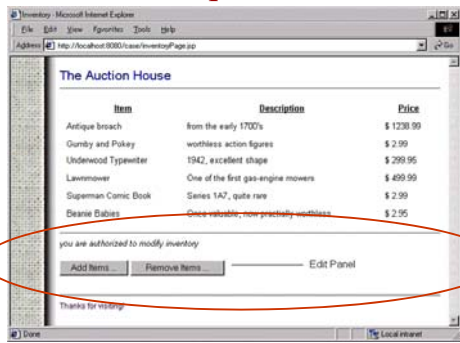 Inventory - Microsoft Internet Explorer
File Edit View Favorites Tools Help
Address http://localhost:8080/case/inventoryPage.jsp Go
The Auction House
Item Description Price
Antique broach from the early 1700's $ 1238.99
Gumby and Pokey worthless action figures $ 2.99
Underwood Typewriter 1942, excellent shape $ 299.95
Lawnmower One of the first gas-engine mowers $ 499.99
Superman Comic Book Series 1A7, quite rare $ 2.99
Beanie Babies Once valuable, now practially worthless $ 2.95
you are authorized to modify inventory
Add Items ... Remove Items ... Edit Panel
Thanks for visiting!
Done Local intranet